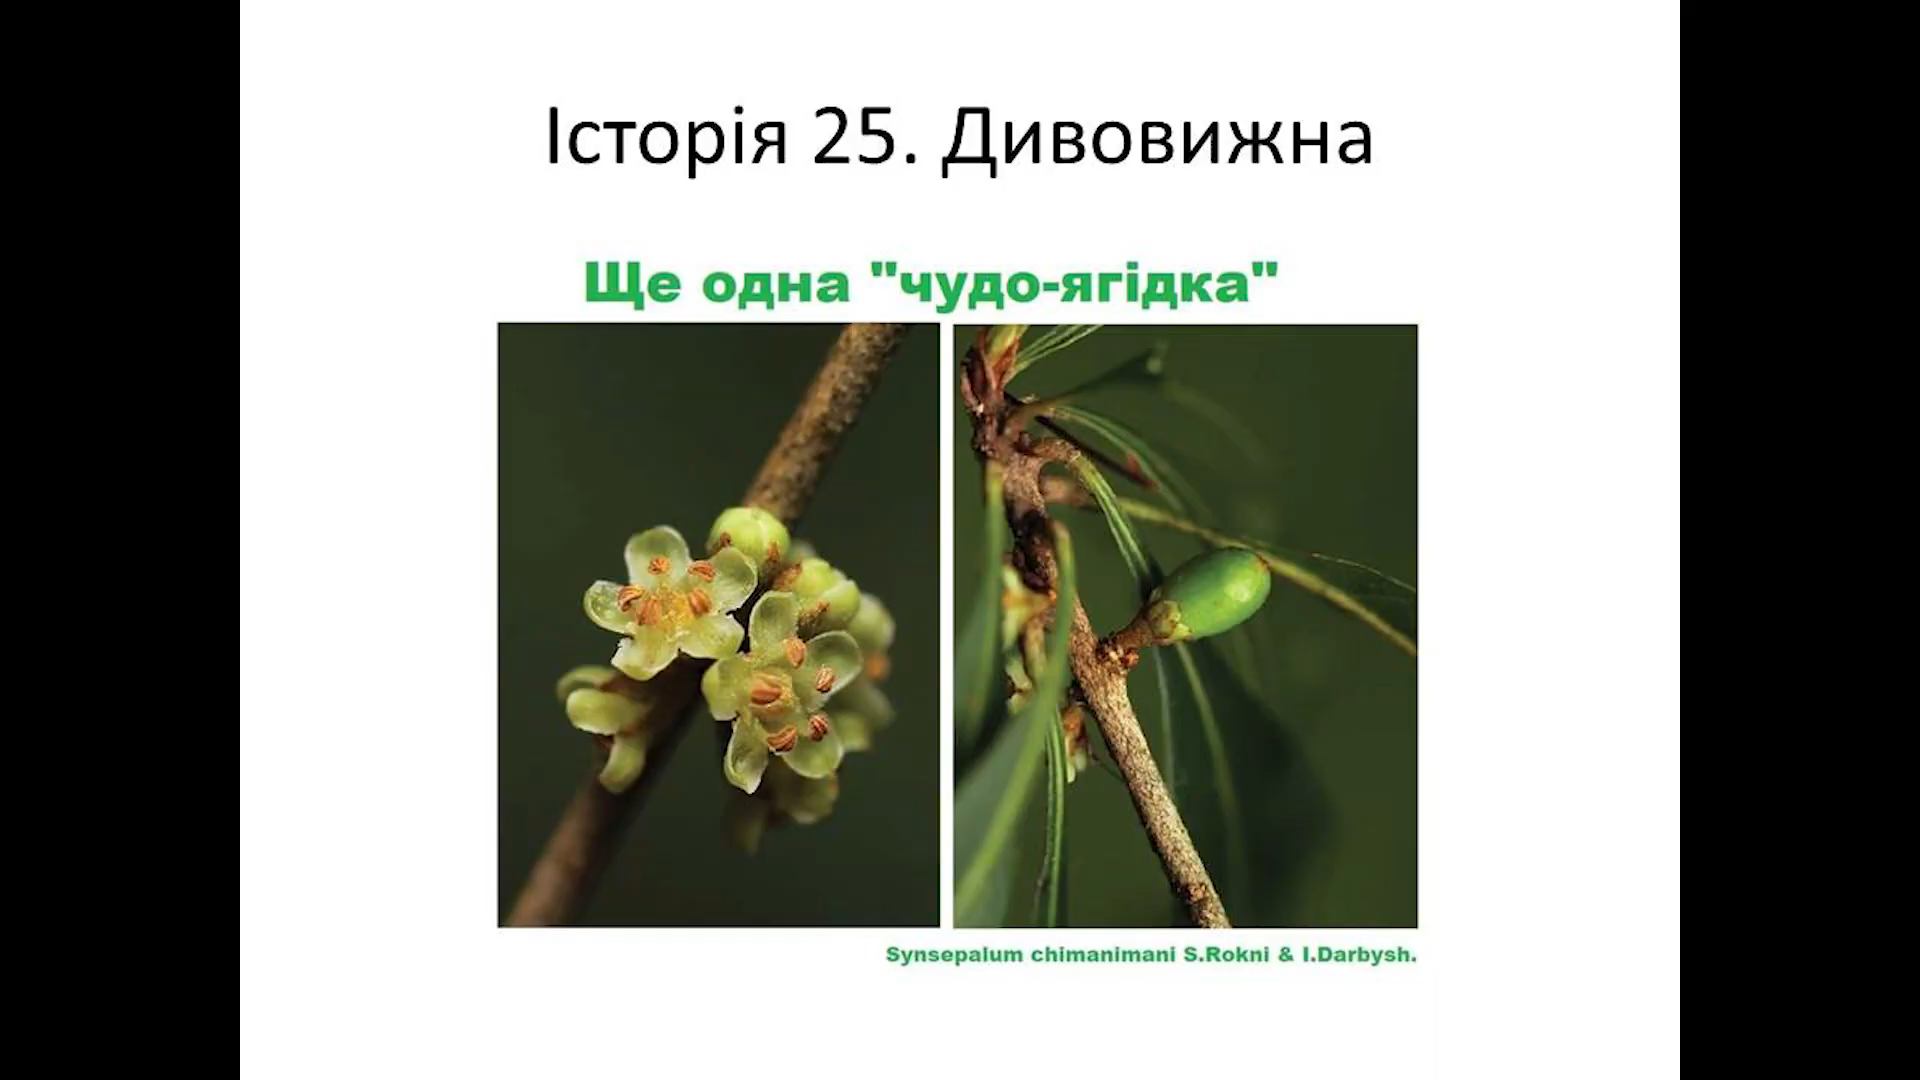 Історія 25. Дивовижна
Ще одна "чудо-ягідка"
Synsepalum chimanimani S.Rokni & I.Darbysh.